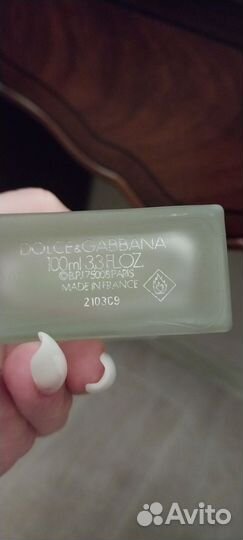 DOLCE&GABBANA
100ml 3.3 FL.OZ.
©B.P.I 75008 PARIS
MADE IN FRANCE
210309
Avito